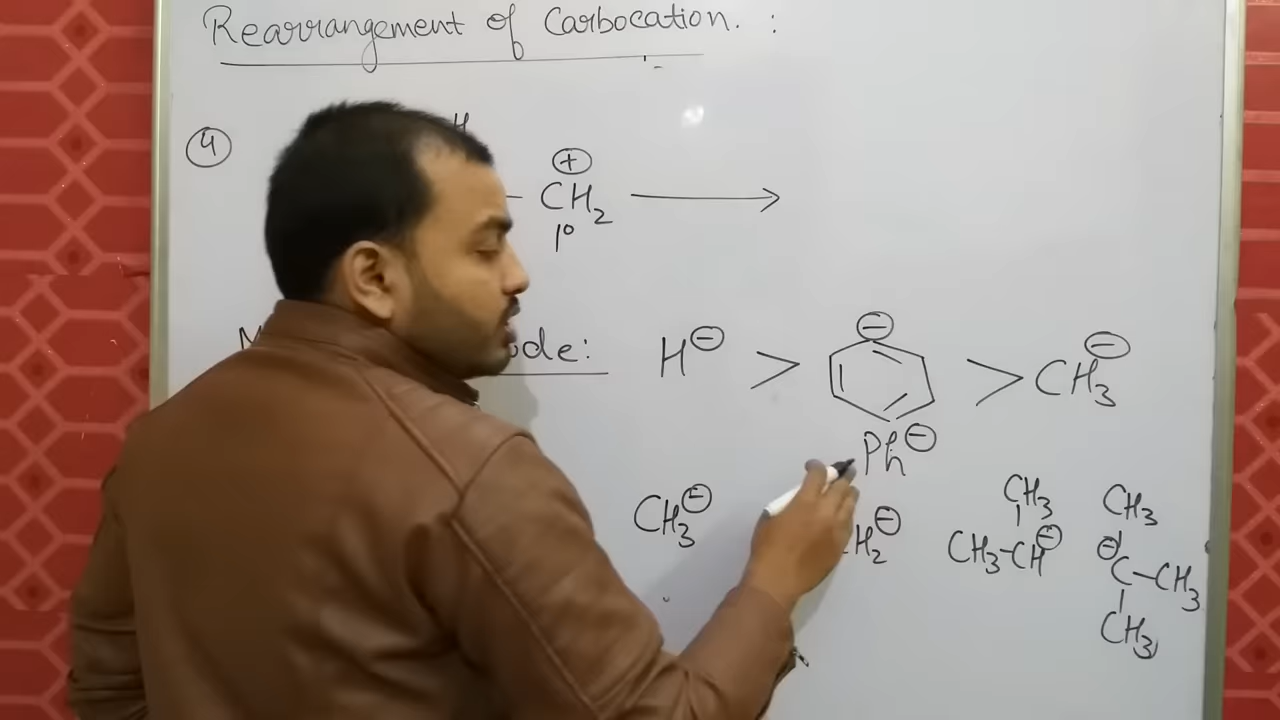 Rearrangement of Carbocation. :
④ H
⊕
– CH₂ ⟶
1°
ode: H⊖ > ⊖ > CH₃⊖
Ph⊖
CH₃⊖ H₂⊖ CH₃–CH⊖ CH₃
CH₃ ⊖C–CH₃
CH₃